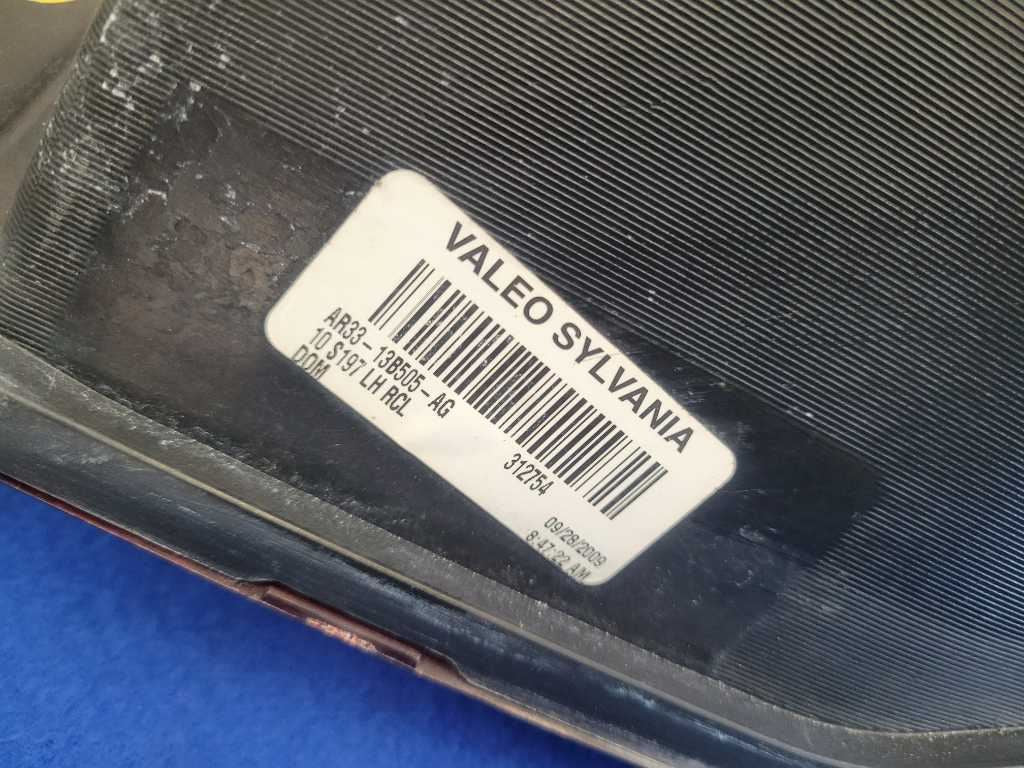 VALEO SYLVANIA
AR33-13B505-AG
312754
10 S197 LH RCL
DOM
09/28/2009
8:47:22 AM